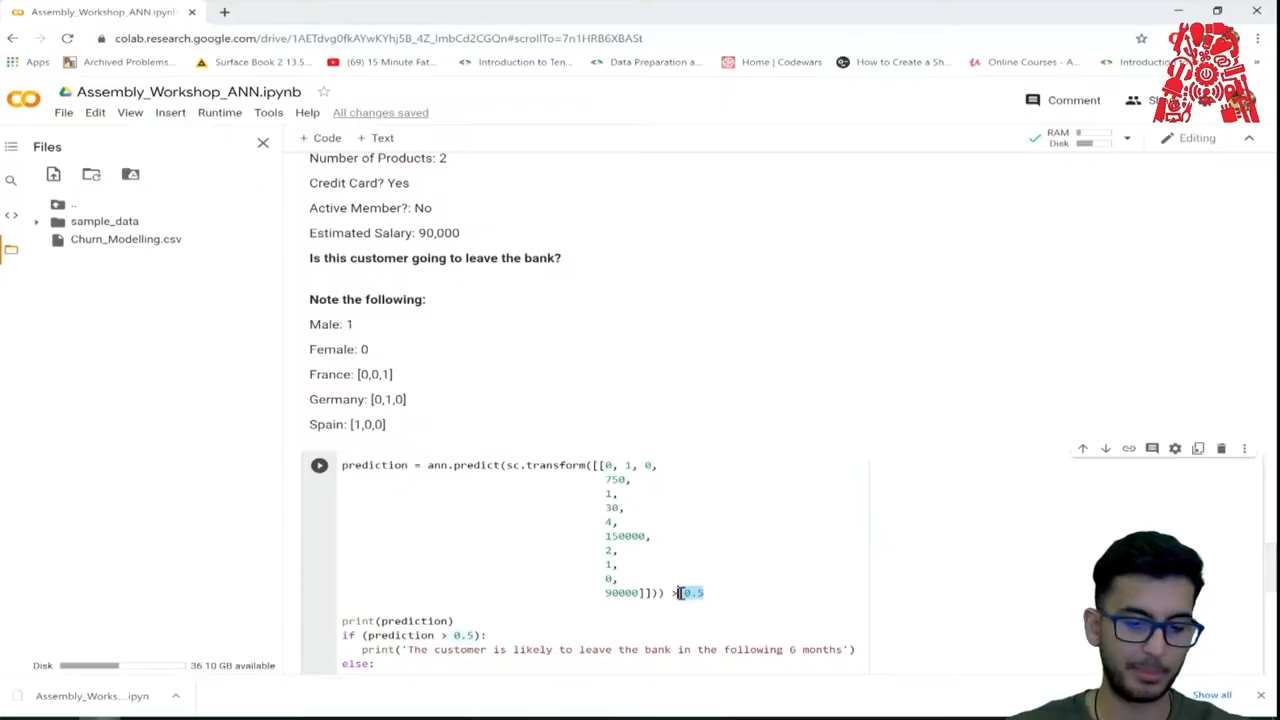 Assembly_Workshop_ANN.ipynb
colab.research.google.com/drive/1AETdvg0fkAYwKYhj5B_4Z_ImbCd2CGQn#scrollTo=7n1HRB6XBASt
Apps Archived Problems... Surface Book 2 13.5... (69) 15 Minute Fat... Introduction to Ten... Data Preparation a... Home | Codewars How to Create a Sh... Online Courses - A...
Assembly_Workshop_ANN.ipynb
Comment
File Edit View Insert Runtime Tools Help All changes saved
+ Code + Text
RAM
Disk
Editing
Files
..
sample_data
Churn_Modelling.csv
Number of Products: 2
Credit Card? Yes
Active Member?: No
Estimated Salary: 90,000
Is this customer going to leave the bank?
Note the following:
Male: 1
Female: 0
France: [0,0,1]
Germany: [0,1,0]
Spain: [1,0,0]
prediction = ann.predict(sc.transform([[0, 1, 0,
750,
1,
30,
4,
150000,
2,
1,
0,
90000]])) > 0.5
print(prediction)
if (prediction > 0.5):
print('The customer is likely to leave the bank in the following 6 months')
else:
Disk 36.10 GB available
Assembly_Works....ipyn
Show all